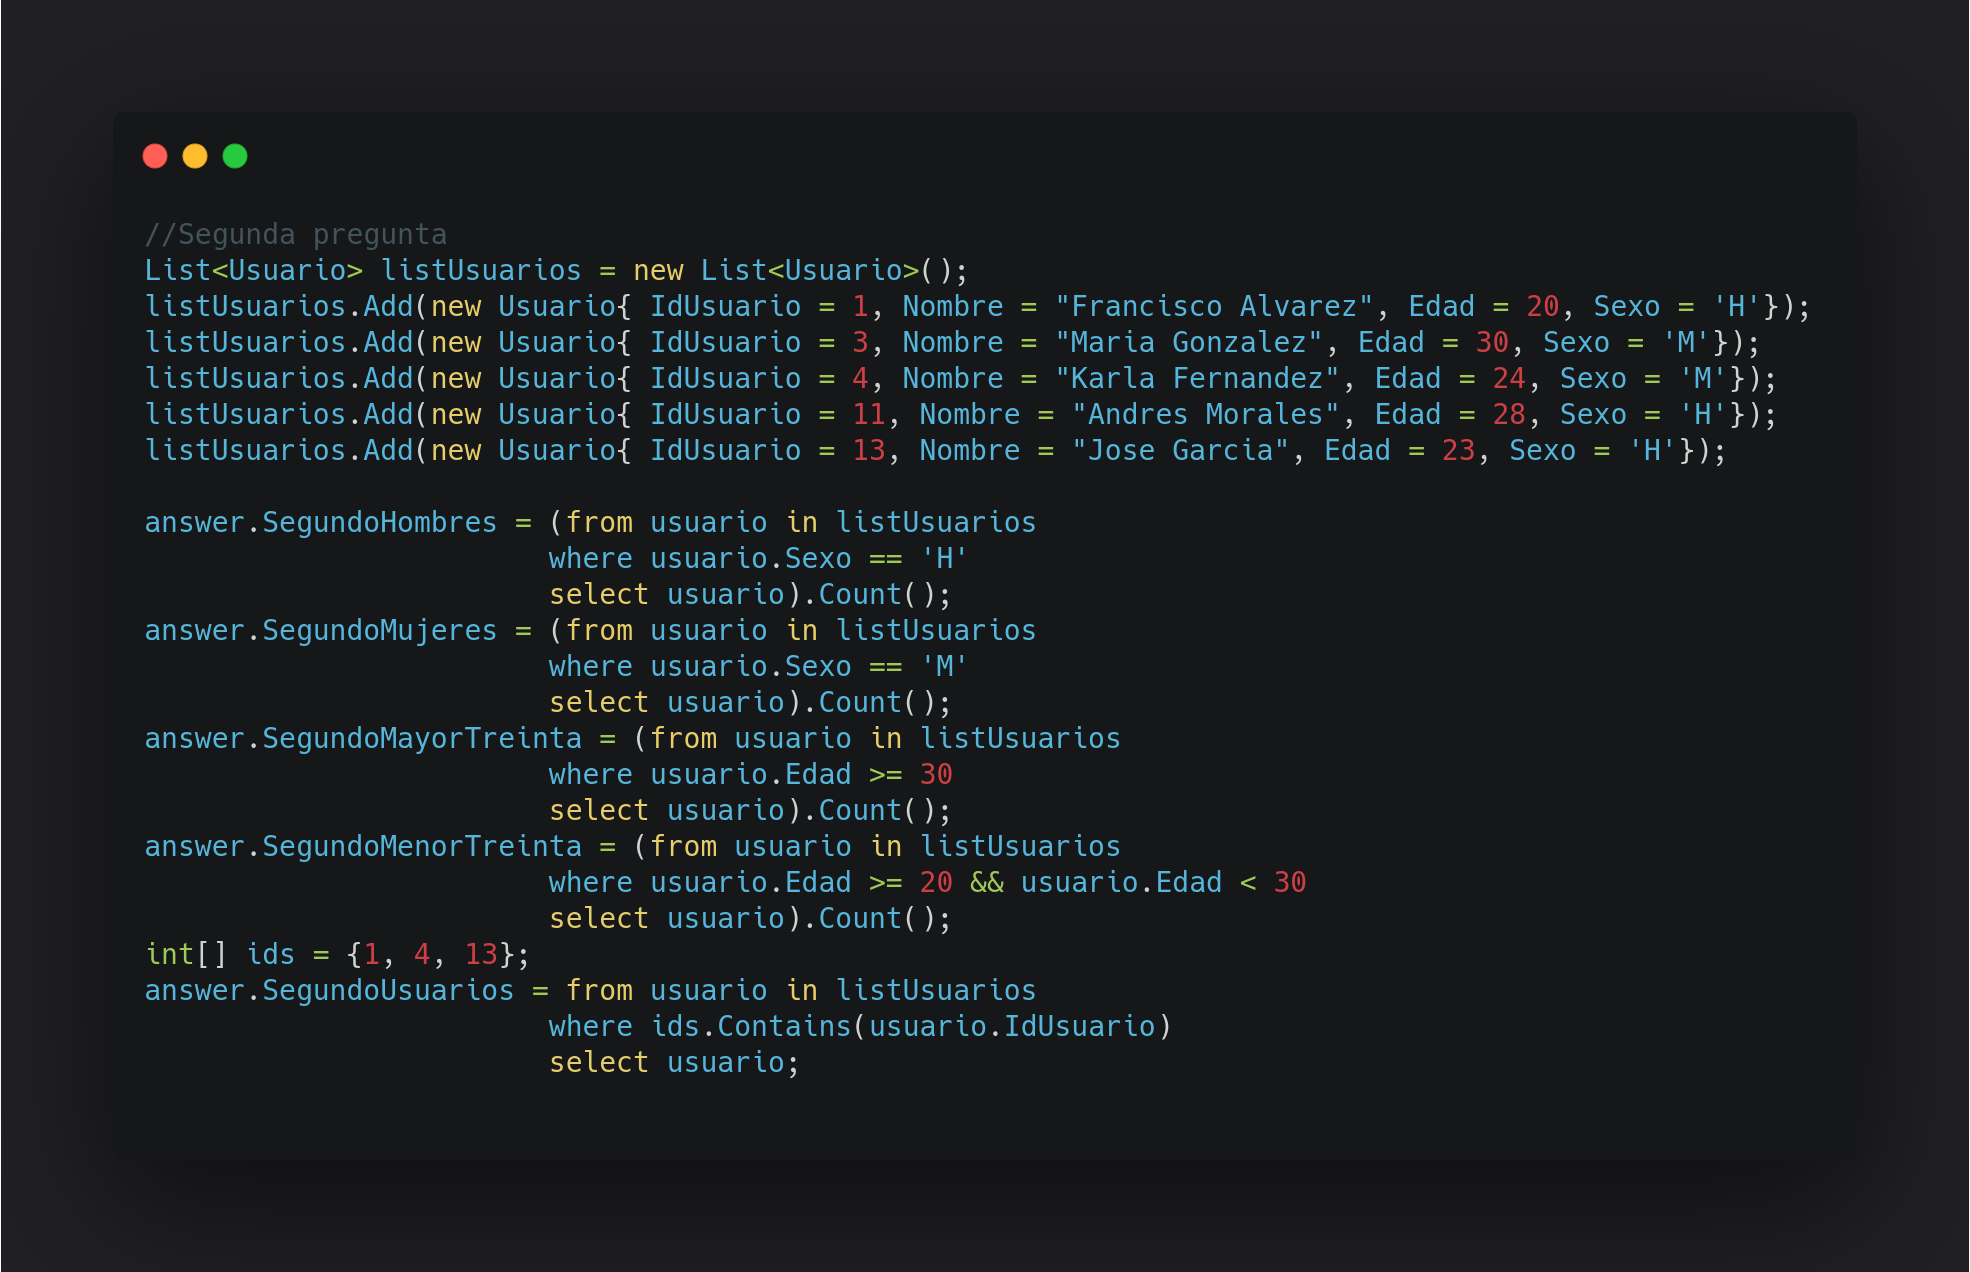 //Segunda pregunta
List<Usuario> listUsuarios = new List<Usuario>();
listUsuarios.Add(new Usuario{ IdUsuario = 1, Nombre = "Francisco Alvarez", Edad = 20, Sexo = 'H'});
listUsuarios.Add(new Usuario{ IdUsuario = 3, Nombre = "Maria Gonzalez", Edad = 30, Sexo = 'M'});
listUsuarios.Add(new Usuario{ IdUsuario = 4, Nombre = "Karla Fernandez", Edad = 24, Sexo = 'M'});
listUsuarios.Add(new Usuario{ IdUsuario = 11, Nombre = "Andres Morales", Edad = 28, Sexo = 'H'});
listUsuarios.Add(new Usuario{ IdUsuario = 13, Nombre = "Jose Garcia", Edad = 23, Sexo = 'H'});

answer.SegundoHombres = (from usuario in listUsuarios
                        where usuario.Sexo == 'H'
                        select usuario).Count();
answer.SegundoMujeres = (from usuario in listUsuarios
                        where usuario.Sexo == 'M'
                        select usuario).Count();
answer.SegundoMayorTreinta = (from usuario in listUsuarios
                        where usuario.Edad >= 30
                        select usuario).Count();
answer.SegundoMenorTreinta = (from usuario in listUsuarios
                        where usuario.Edad >= 20 && usuario.Edad < 30
                        select usuario).Count();
int[] ids = {1, 4, 13};
answer.SegundoUsuarios = from usuario in listUsuarios
                        where ids.Contains(usuario.IdUsuario)
                        select usuario;